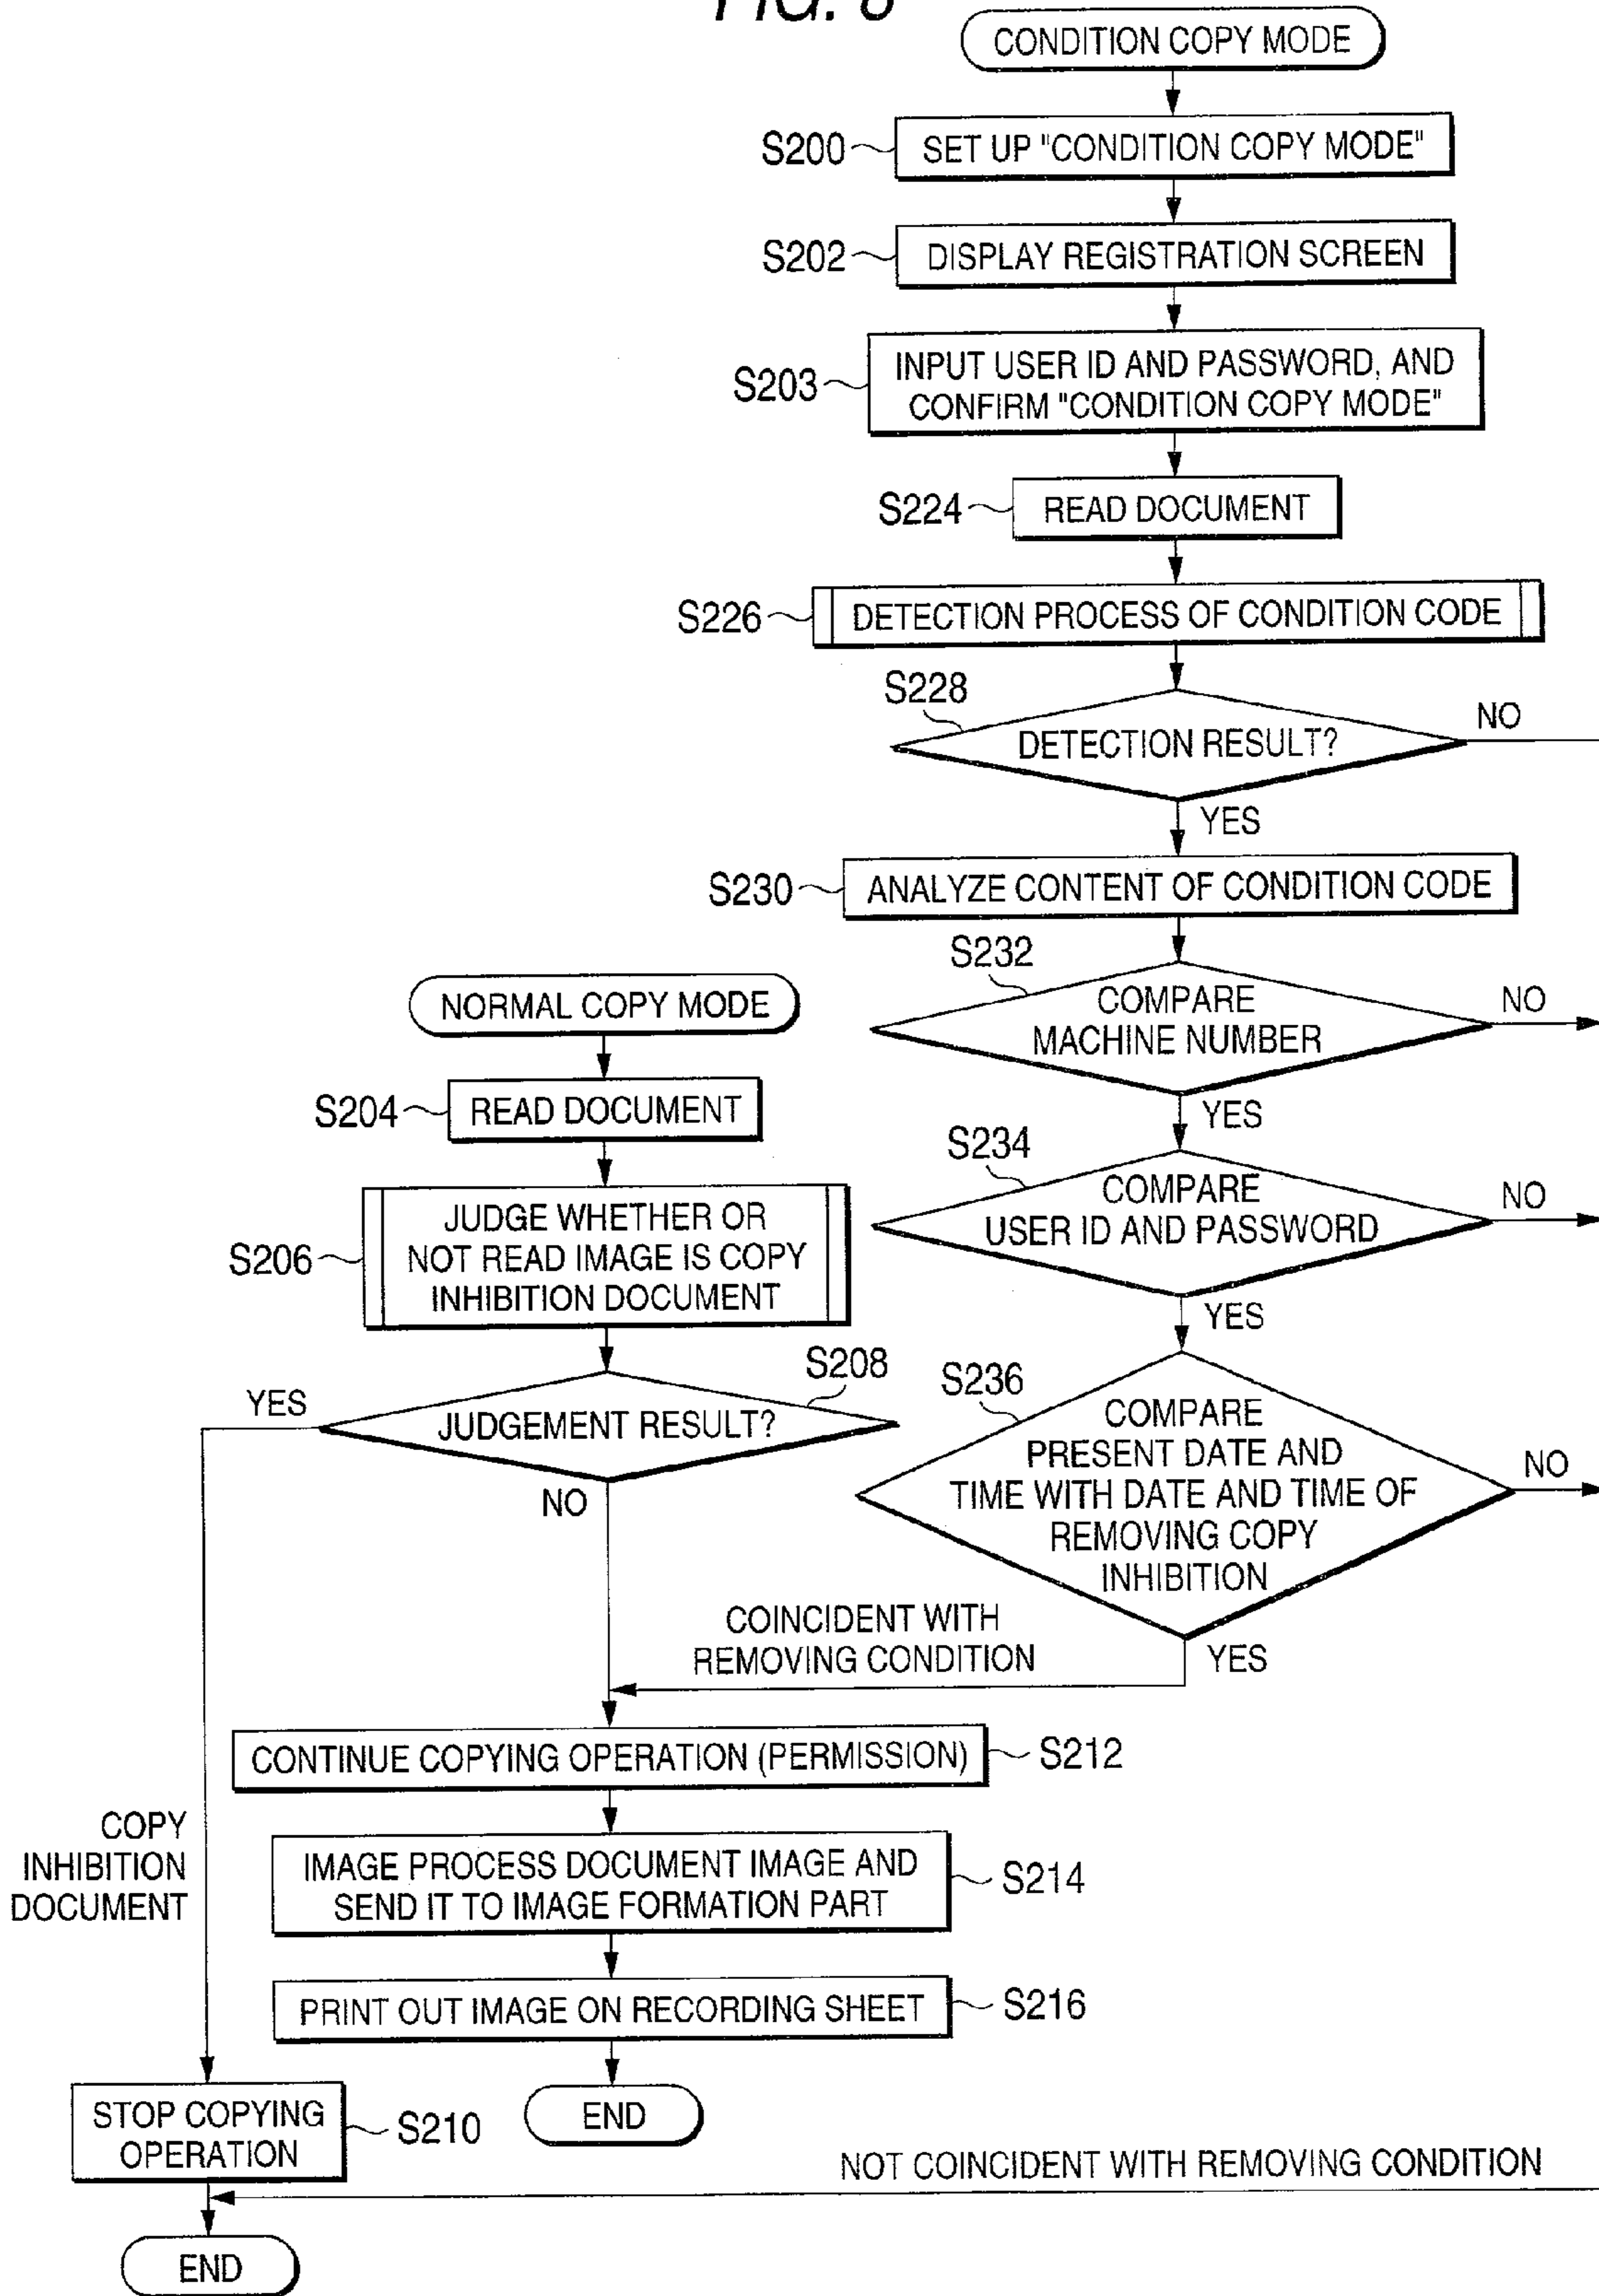 CONDITION COPY MODE
S200
SET UP "CONDITION COPY MODE"
S202
DISPLAY REGISTRATION SCREEN
S203
INPUT USER ID AND PASSWORD, AND
CONFIRM "CONDITION COPY MODE"
S224
READ DOCUMENT
S226
DETECTION PROCESS OF CONDITION CODE
S228
DETECTION RESULT?
NO
YES
S230
ANALYZE CONTENT OF CONDITION CODE
S232
COMPARE
MACHINE NUMBER
NO
YES
S234
COMPARE
USER ID AND PASSWORD
NO
YES
S236
COMPARE
PRESENT DATE AND
TIME WITH DATE AND TIME OF
REMOVING COPY
INHIBITION
NO
YES
COINCIDENT WITH
REMOVING CONDITION
NORMAL COPY MODE
S204
READ DOCUMENT
S206
JUDGE WHETHER OR
NOT READ IMAGE IS COPY
INHIBITION DOCUMENT
S208
JUDGEMENT RESULT?
YES
NO
CONTINUE COPYING OPERATION (PERMISSION)
S212
IMAGE PROCESS DOCUMENT IMAGE AND
SEND IT TO IMAGE FORMATION PART
S214
PRINT OUT IMAGE ON RECORDING SHEET
S216
END
COPY
INHIBITION
DOCUMENT
STOP COPYING
OPERATION
S210
NOT COINCIDENT WITH REMOVING CONDITION
END